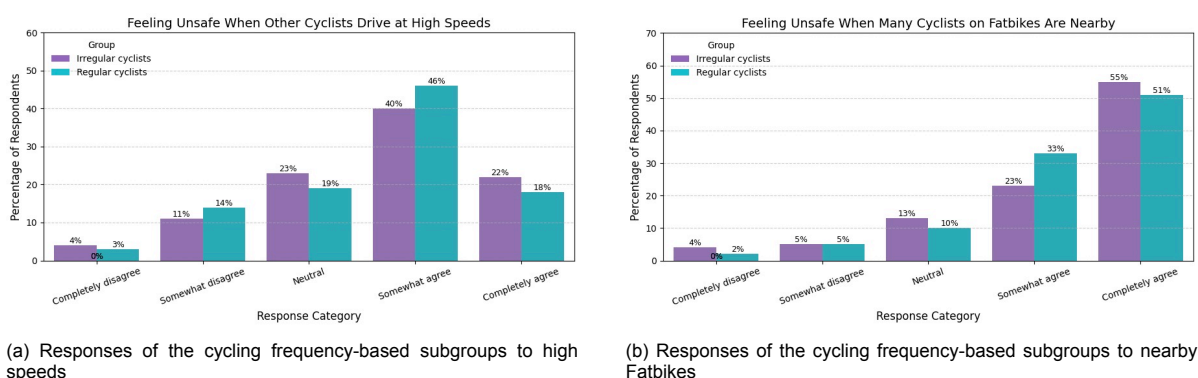 Feeling Unsafe When Other Cyclists Drive at High Speeds
60
50
40
30
20
10
0
Percentage of Respondents
Group
Irregular cyclists
Regular cyclists
4%
0%
3%
11%
14%
23%
19%
40%
46%
22%
18%
Completely disagree
Somewhat disagree
Neutral
Somewhat agree
Completely agree
Response Category
(a) Responses of the cycling frequency-based subgroups to high
speeds
Feeling Unsafe When Many Cyclists on Fatbikes Are Nearby
70
60
50
40
30
20
10
0
Percentage of Respondents
Group
Irregular cyclists
Regular cyclists
4%
0%
2%
5%
5%
13%
10%
23%
33%
55%
51%
Completely disagree
Somewhat disagree
Neutral
Somewhat agree
Completely agree
Response Category
(b) Responses of the cycling frequency-based subgroups to nearby
Fatbikes